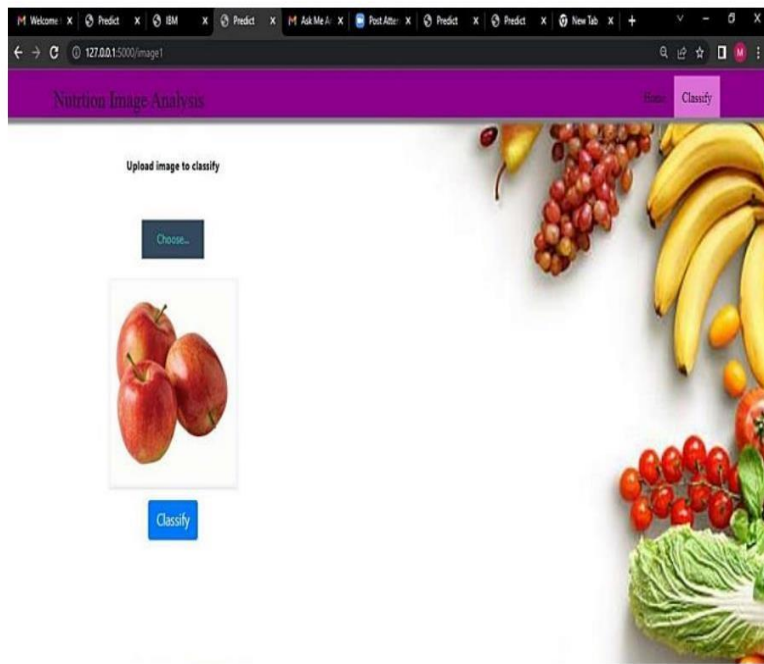 Welcome Predict IBM Predict Ask Me A Post Atten Predict Predict New Tab
127.0.0.1:5000/image1
M
Nutrtion Image Analysis Home Classify
Upload image to classify
Choose...
Classify